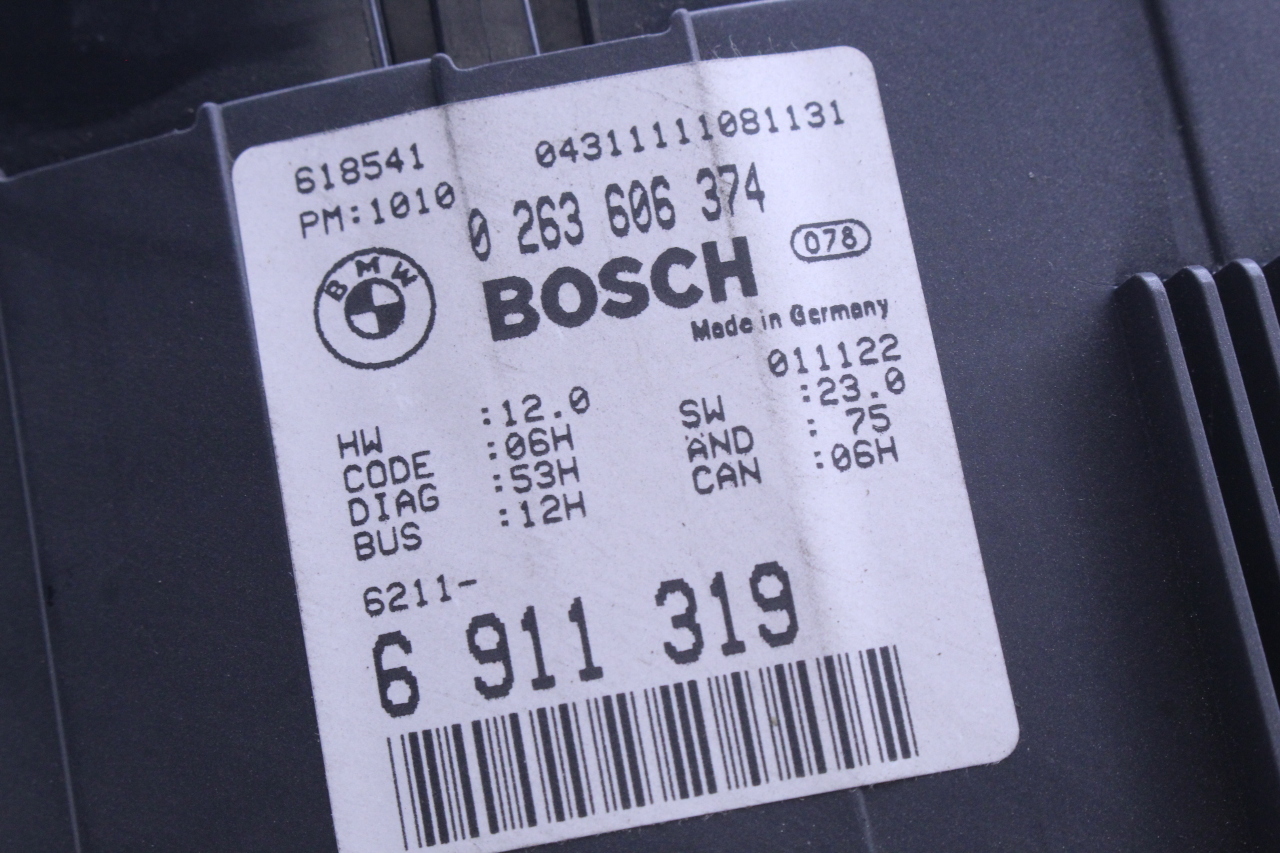 618541 04311111081131
PM:1010 0 263 606 374
BMW BOSCH 078
Made in Germany
011122
HW :12.0 SW :23.0
CODE :06H AND : 75
DIAG :53H CAN :06H
BUS :12H
6211-
6 911 319